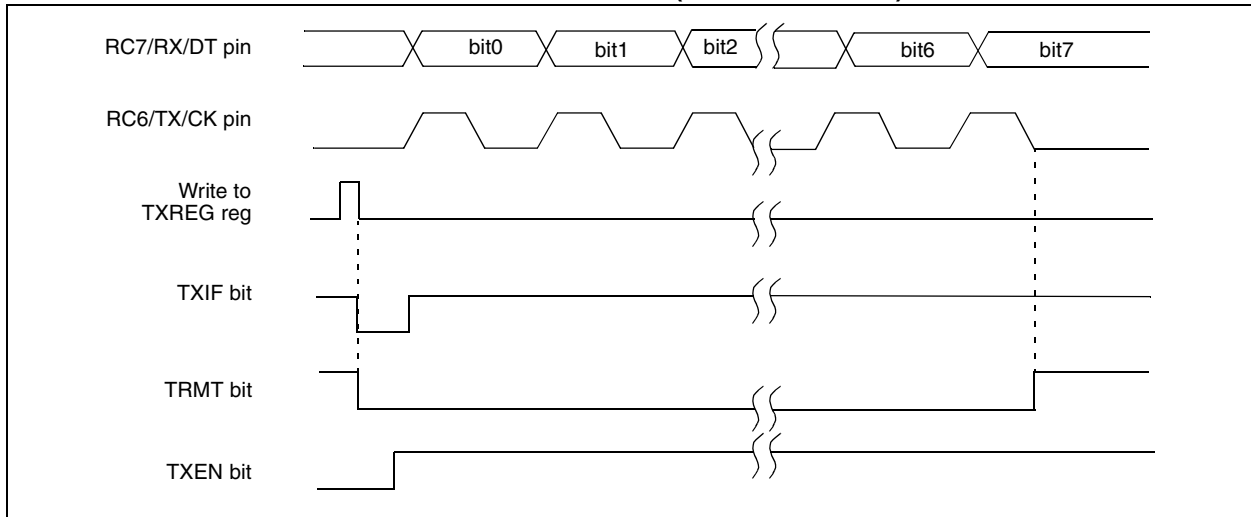 RC7/RX/DT pin
bit0 bit1 bit2 bit6 bit7
RC6/TX/CK pin
Write to
TXREG reg
TXIF bit
TRMT bit
TXEN bit